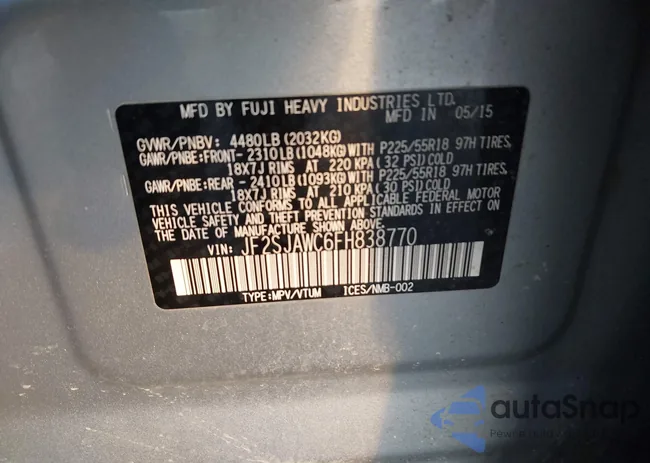 MFD BY FUJI HEAVY INDUSTRIES LTD.
MFD IN 05/15
GVWR/PNBV: 4480LB(2032KG)
GAWR/PNBE:FRONT- 2310LB(1048KG)WITH P225/55R18 97H TIRES,
18X7J RIMS AT 220 KPA(32 PSI)COLD
GAWR/PNBE:REAR -2410LB(1093KG)WITH P225/55R18 97H TIRES,
18X7J RIMS AT 210 KPA(30 PSI)COLD
THIS VEHICLE CONFORMS TO ALL APPLICABLE FEDERAL MOTOR
VEHICLE SAFETY STANDARDS IN EFFECT ON THE
DATE OF MANUFACTURE SHOWN ABOVE.
VIN: JF2SJAWC6FH838770
TYPE:MPV/VTUM ICES/NMB-002
autoSnap